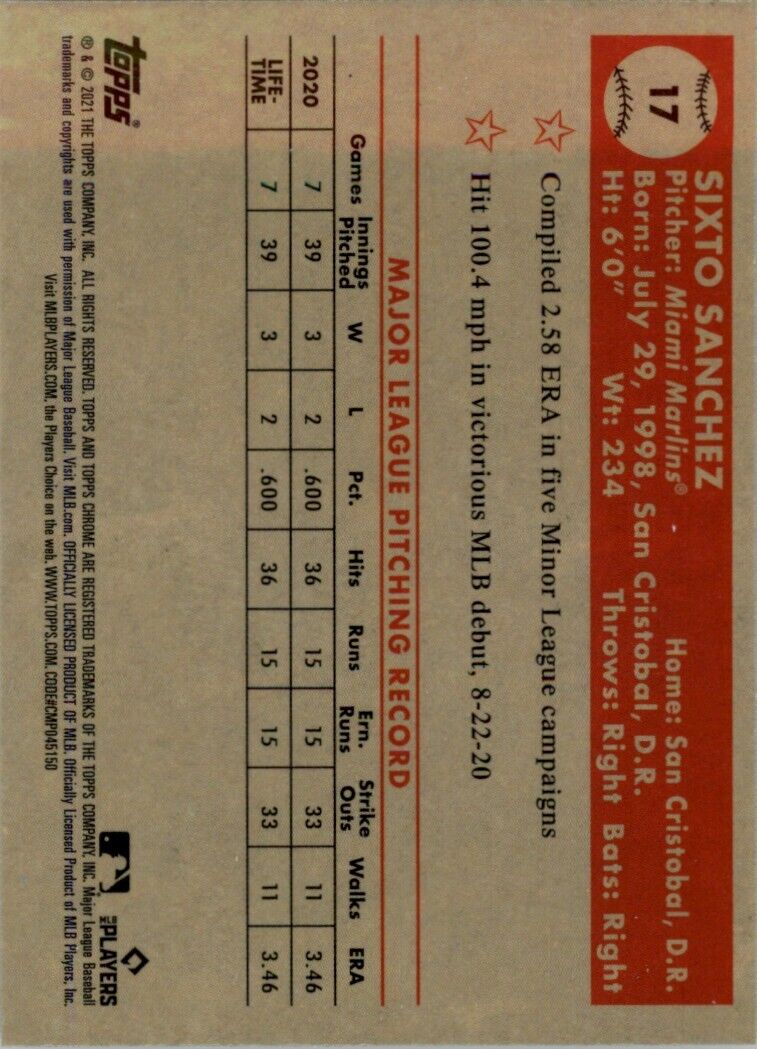 17
SIXTO SANCHEZ
Pitcher: Miami Marlins® Home: San Cristobal, D.R.
Born: July 29, 1998, San Cristobal, D.R.
Ht: 6'0" Wt: 234 Throws: Right Bats: Right
Compiled 2.58 ERA in five Minor League campaigns
Hit 100.4 mph in victorious MLB debut, 8-22-20
MAJOR LEAGUE PITCHING RECORD
Games Innings Pitched W L Pct. Hits Runs Ern. Runs Strike Outs Walks ERA
2020 7 39 3 2 .600 36 15 15 33 11 3.46
LIFE-TIME 7 39 3 2 .600 36 15 15 33 11 3.46
topps®
MLB PLAYERS
® & © 2021 THE TOPPS COMPANY, INC. ALL RIGHTS RESERVED. TOPPS AND TOPPS CHROME ARE REGISTERED TRADEMARKS OF THE TOPPS COMPANY, INC. Major League Baseball
trademarks and copyrights are used with permission of Major League Baseball. Visit MLB.com. OFFICIALLY LICENSED PRODUCT OF MLB. Officially Licensed Product of MLB Players, Inc.
Visit MLBPLAYERS.COM, the Players Choice on the web. WWW.TOPPS.COM. CODE#CMP045150